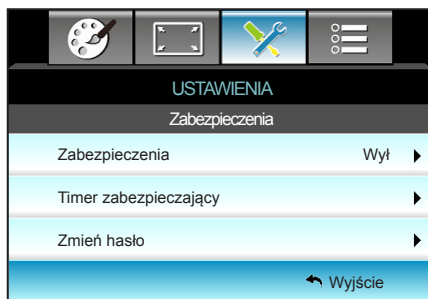 USTAWIENIA
Zabezpieczenia
Zabezpieczenia Wył
Timer zabezpieczający
Zmień hasło
Wyjście